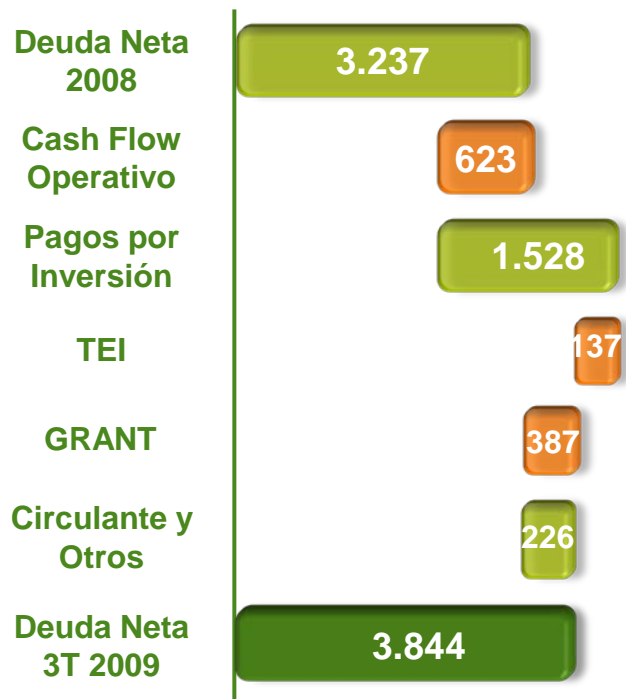 Deuda Neta
2008
3.237
Cash Flow
Operativo
623
Pagos por
Inversión
1.528
TEI
137
GRANT
387
Circulante y
Otros
226
Deuda Neta
3T 2009
3.844